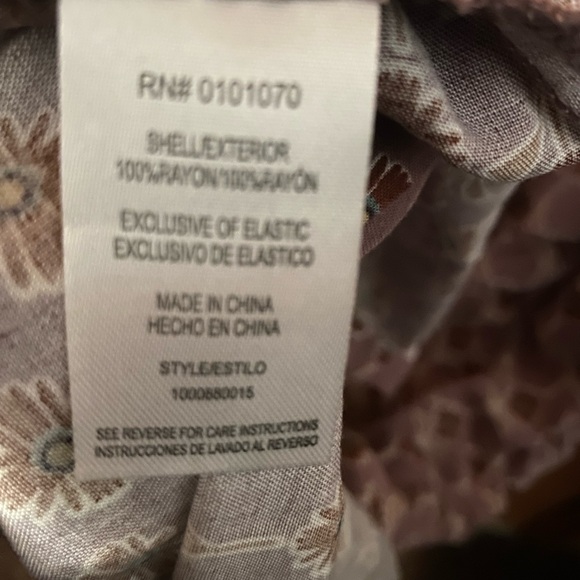 RN# 0101070
SHELL/EXTERIOR
100%RAYON/100%RAYÓN
EXCLUSIVE OF ELASTIC
EXCLUSIVO DE ELASTICO
MADE IN CHINA
HECHO EN CHINA
STYLE/ESTILO
1000680015
SEE REVERSE FOR CARE INSTRUCTIONS
INSTRUCCIONES DE LAVADO AL REVERSO